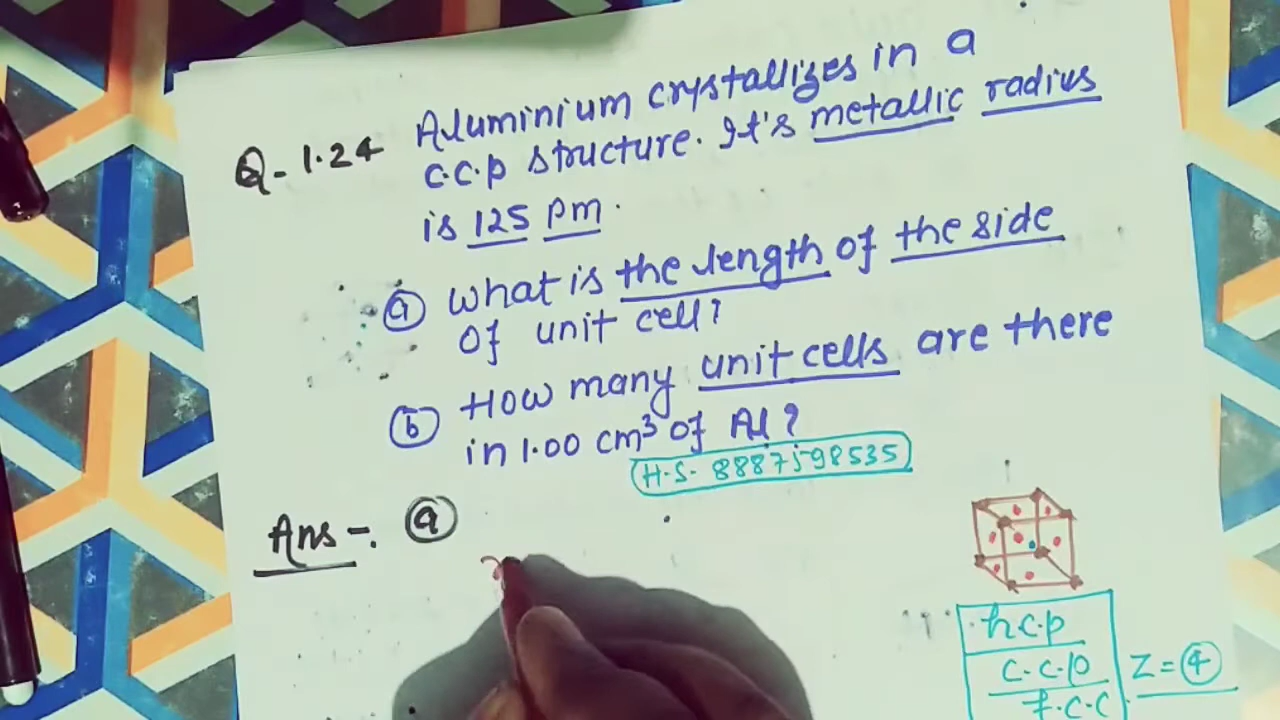 Q-1.24 Aluminium crystallizes in a
c.c.p structure. It's metallic radius
is 125 pm.
(a) What is the length of the side
of unit cell?
(b) How many unit cells are there
in 1.00 cm³ of Al?
Ans-: (a)
h.c.p
c.c.p
f.c.c
Z=4